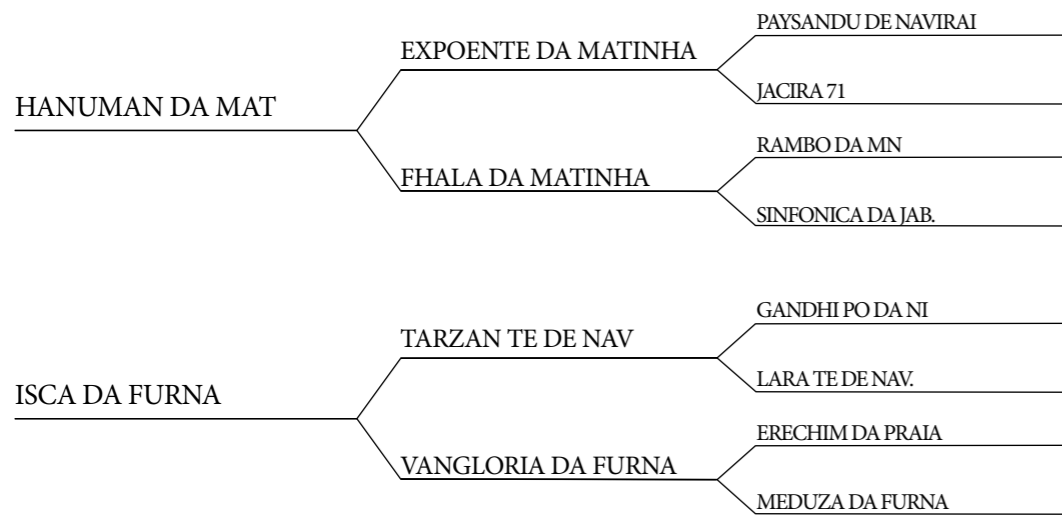 PAYSANDU DE NAVIRAI
EXPOENTE DA MATINHA
JACIRA 71
HANUMAN DA MAT
RAMBO DA MN
FHALA DA MATINHA
SINFONICA DA JAB.
GANDHI PO DA NI
TARZAN TE DE NAV
LARA TE DE NAV.
ISCA DA FURNA
ERECHIM DA PRAIA
VANGLORIA DA FURNA
MEDUZA DA FURNA